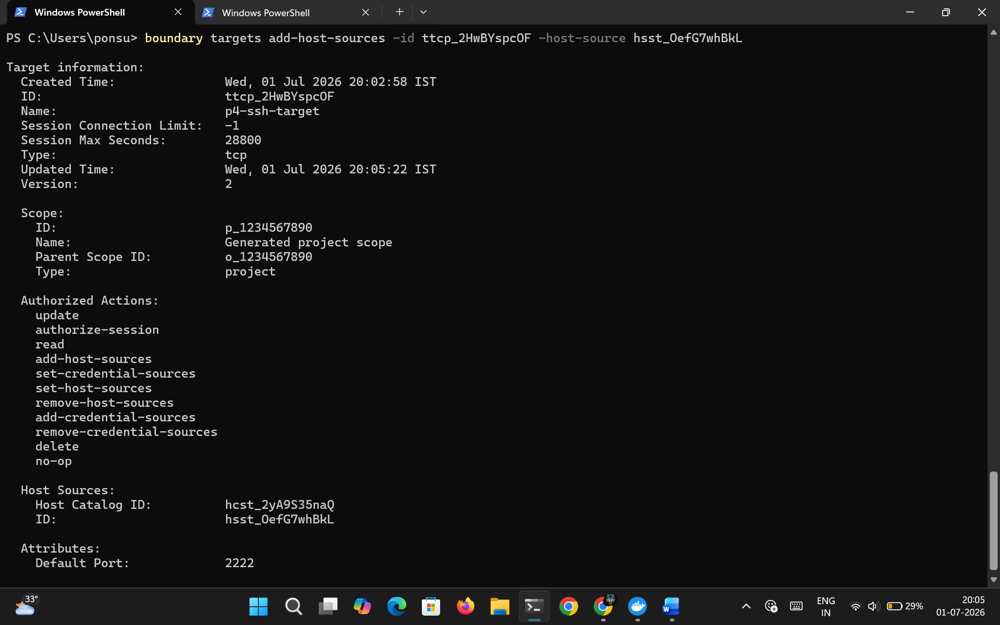 Windows PowerShell
Windows PowerShell
PS C:\Users\ponsu> boundary targets add-host-sources -id ttcp_2HwBYspcOF -host-source hsst_OefG7whBkL
Target information:
Created Time: Wed, 01 Jul 2026 20:02:58 IST
ID: ttcp_2HwBYspcOF
Name: p4-ssh-target
Session Connection Limit: -1
Session Max Seconds: 28800
Type: tcp
Updated Time: Wed, 01 Jul 2026 20:05:22 IST
Version: 2
Scope:
ID: p_1234567890
Name: Generated project scope
Parent Scope ID: o_1234567890
Type: project
Authorized Actions:
update
authorize-session
read
add-host-sources
set-credential-sources
set-host-sources
remove-host-sources
add-credential-sources
remove-credential-sources
delete
no-op
Host Sources:
Host Catalog ID: hcst_2yA9S35naQ
ID: hsst_OefG7whBkL
Attributes:
Default Port: 2222
33°
ENG
IN
29%
20:05
01-07-2026